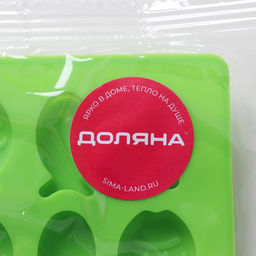 ЯРКО В ДОМЕ, ТЕПЛО НА ДУШЕ
ДОЛЯНА
SIMA-LAND.RU